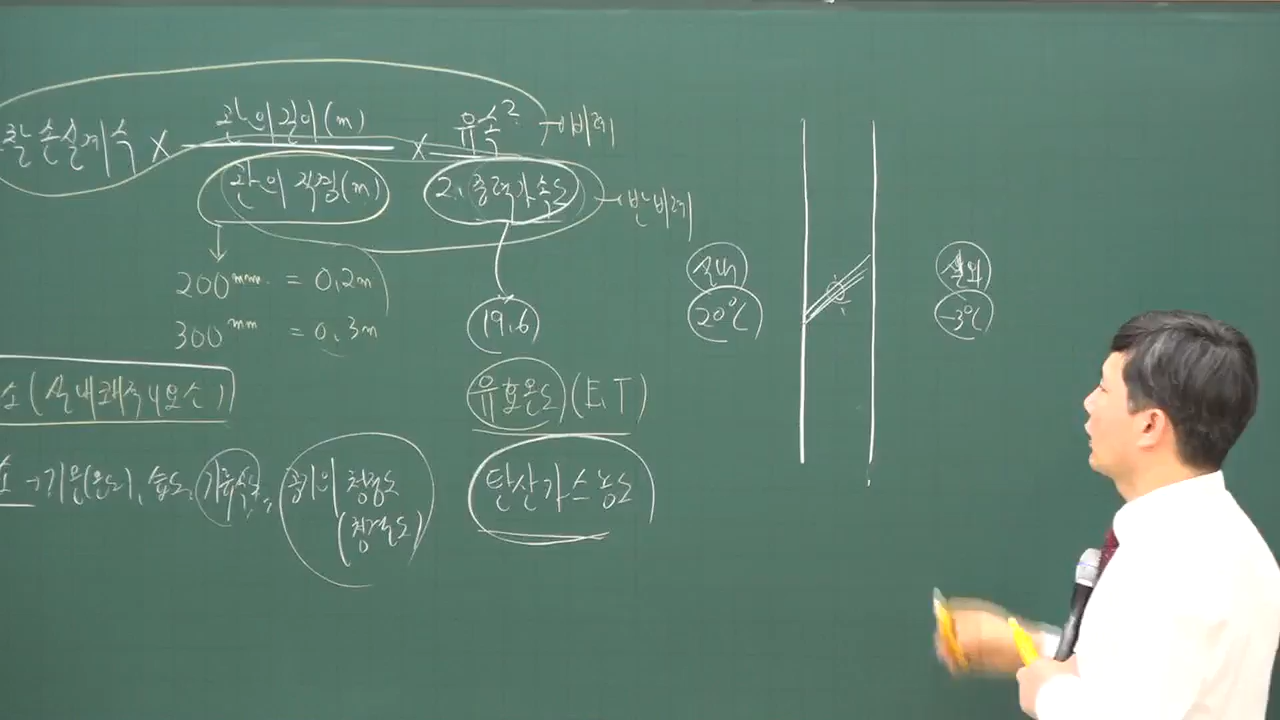 찰손실계수 × 관의길이(m) × 유속² → 비례
관의 직경(m) 2.중력가속도 → 반비례
200mm = 0.2m
300mm = 0.3m
19.6
실내 실외
20℃ -3℃
소(실내쾌적4요소)
유효온도(ET)
소→기온(온도), 습도, 기류속도, 공기의 청정도
(청결도)
탄산가스농도